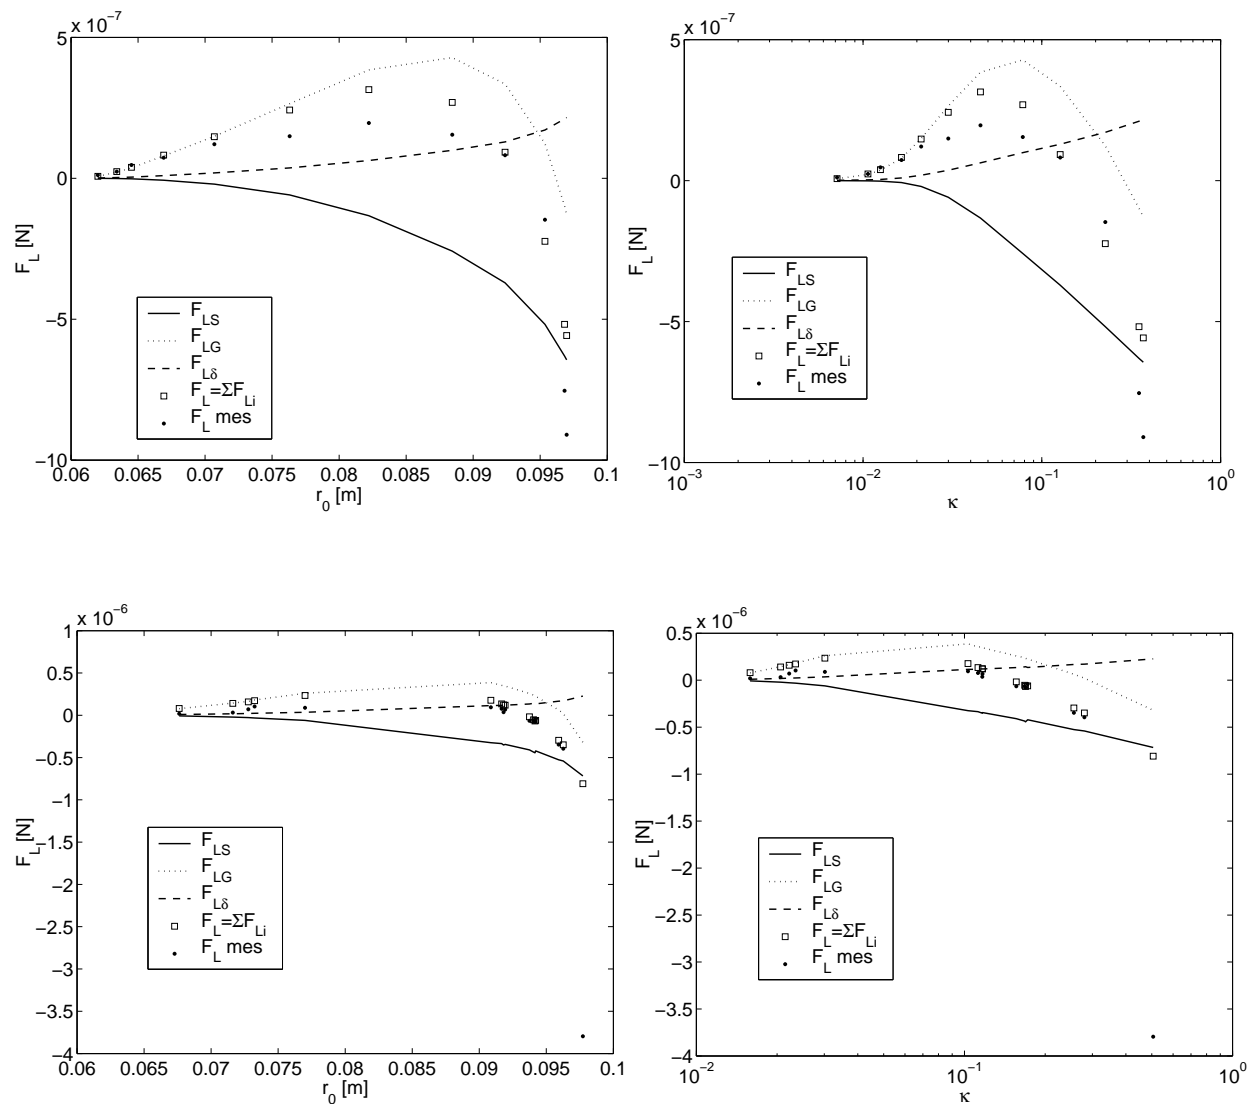 x 10⁻⁷
5
0
−5
−10
F_L [N]
0.06 0.065 0.07 0.075 0.08 0.085 0.09 0.095 0.1
r_0 [m]
F_LS
F_LG
F_Lδ
F_L=ΣF_Li
F_L mes
x 10⁻⁷
5
0
−5
−10
F_L [N]
10⁻³ 10⁻² 10⁻¹ 10⁰
κ
F_LS
F_LG
F_Lδ
F_L=ΣF_Li
F_L mes
x 10⁻⁶
1
0.5
0
−0.5
−1
−1.5
−2
−2.5
−3
−3.5
−4
F_L_I [N]
0.06 0.065 0.07 0.075 0.08 0.085 0.09 0.095 0.1
r_0 [m]
F_LS
F_LG
F_Lδ
F_L=ΣF_Li
F_L mes
x 10⁻⁶
0.5
0
−0.5
−1
−1.5
−2
−2.5
−3
−3.5
−4
F_L [N]
10⁻² 10⁻¹ 10⁰
κ
F_LS
F_LG
F_Lδ
F_L=ΣF_Li
F_L mes